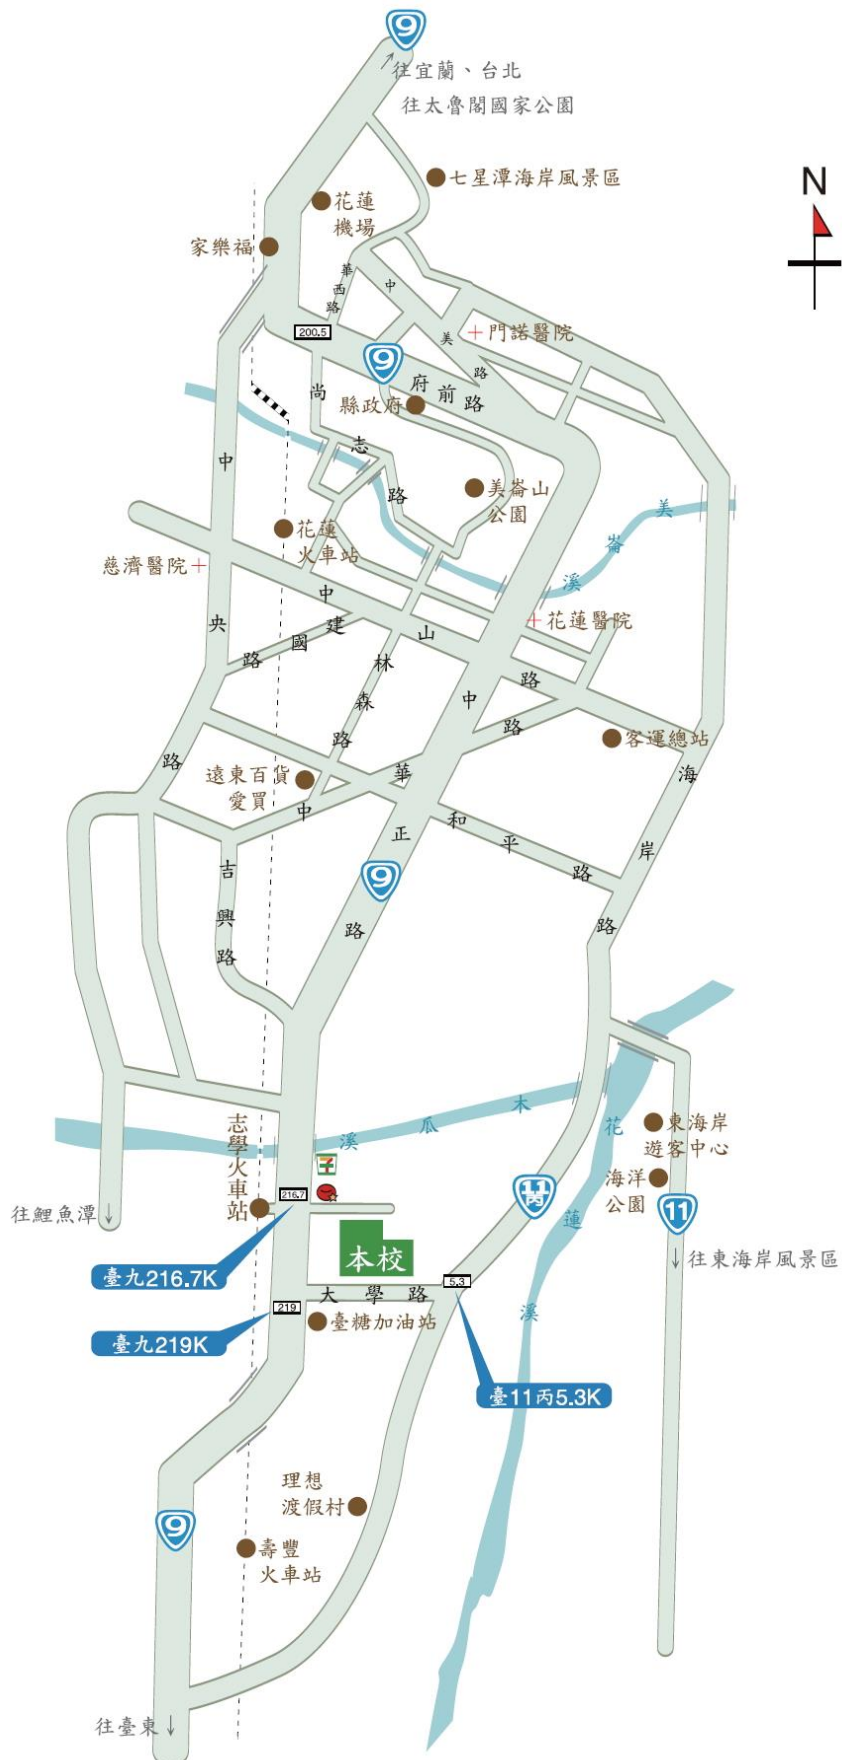 9
往宜蘭、台北
往太魯閣國家公園
N
七星潭海岸風景區
花蓮
機場
家樂福
華西路
中美路
200.5
門諾醫院
9
府前路
尚志路
縣政府
美崙山
公園
美崙溪
花蓮
火車站
慈濟醫院
中央路
中山路
花蓮醫院
建國路
林森路
中華路
客運總站
遠東百貨
愛買
和平路
海岸路
中正路
吉興路
9
木瓜溪
花蓮溪
志學火車站
東海岸
遊客中心
海洋
公園
11
丙
11
216.7
往鯉魚潭
往東海岸風景區
本校
臺九216.7K
5.3
大學路
219
臺糖加油站
臺九219K
臺11丙5.3K
理想
渡假村
9
壽豐
火車站
往臺東